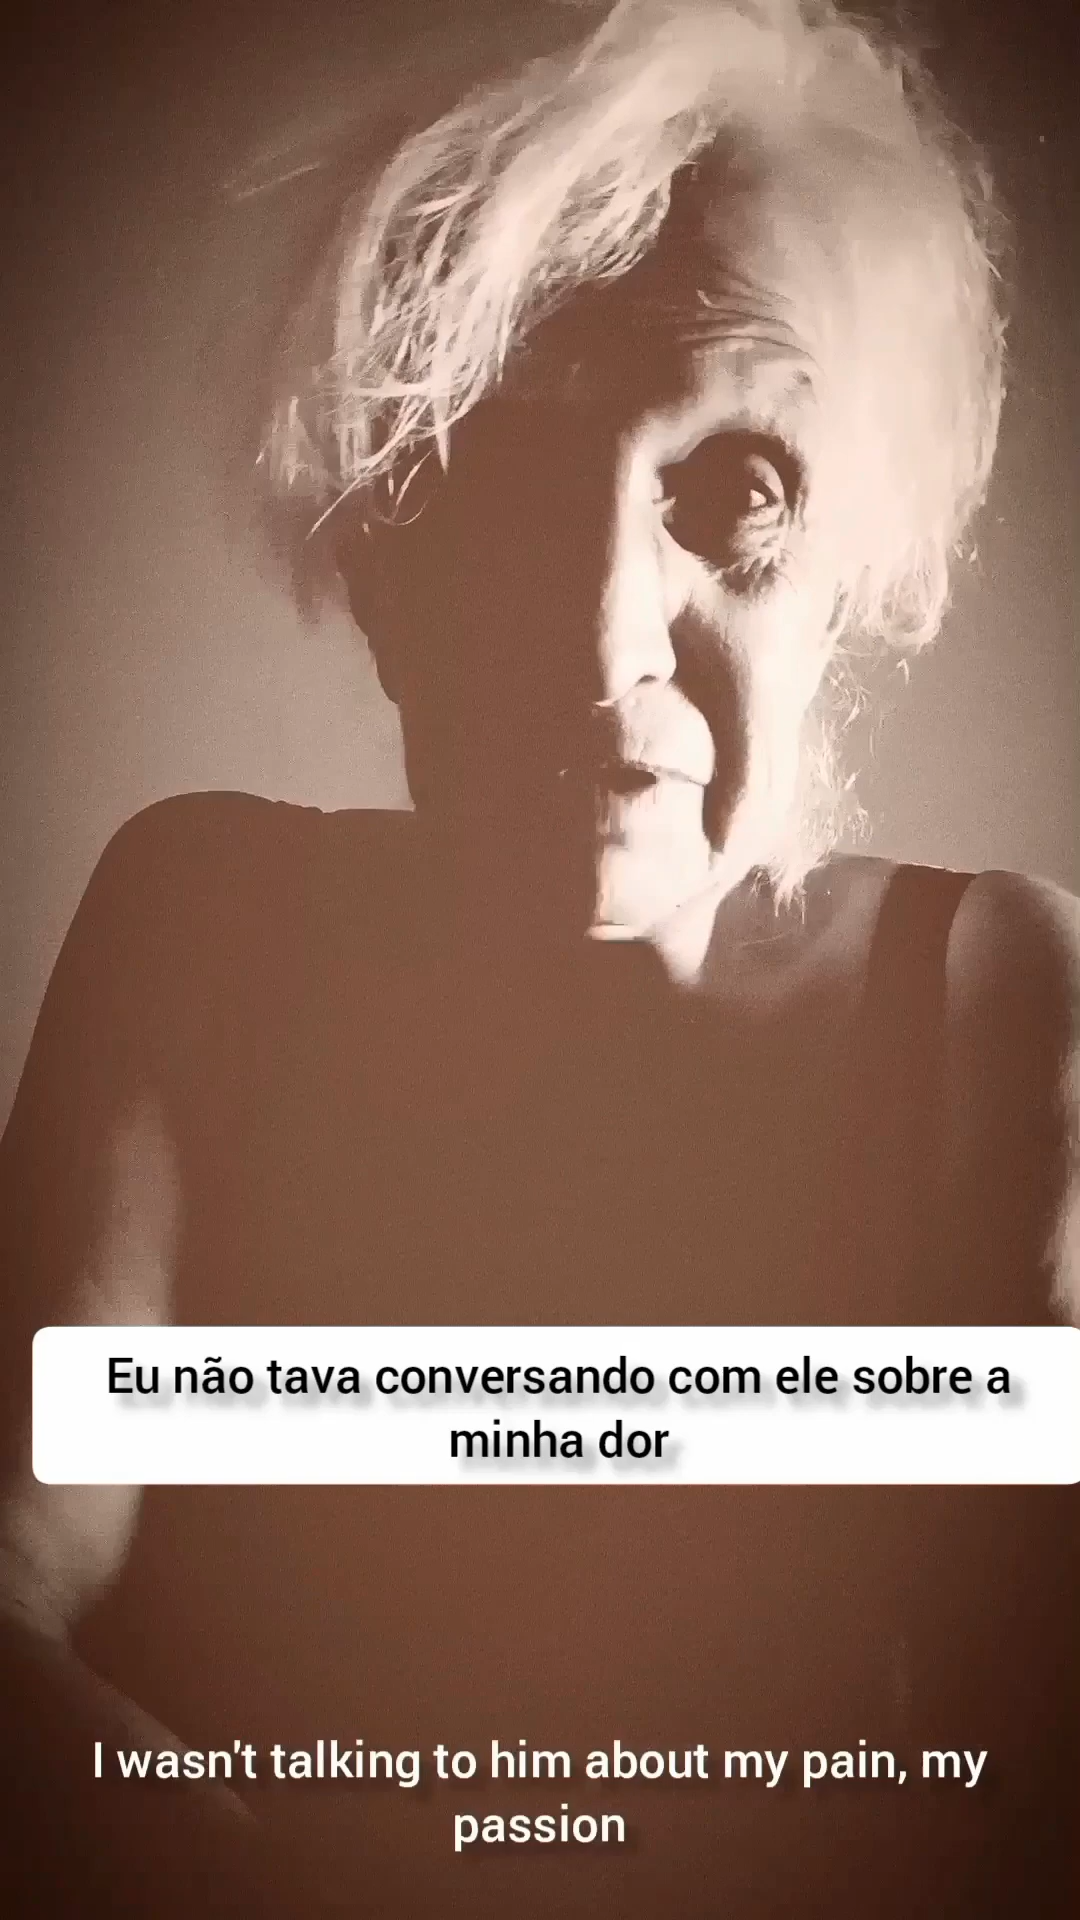 Eu não tava conversando com ele sobre a
minha dor
I wasn't talking to him about my pain, my
passion